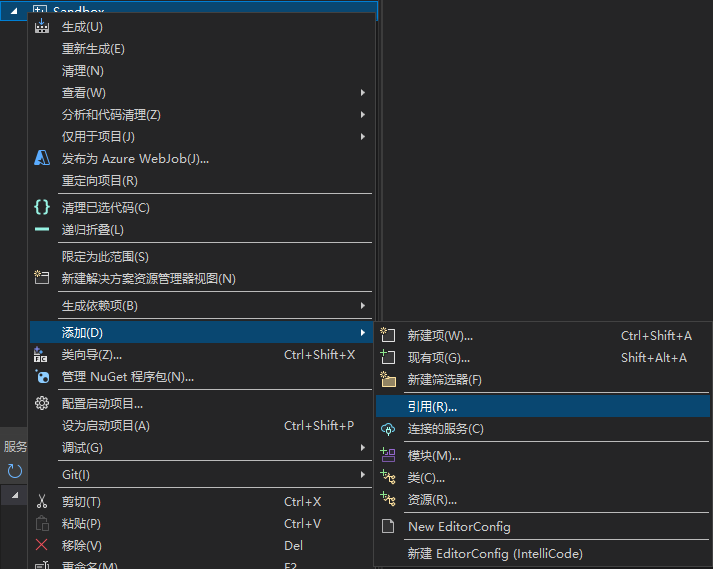 Sandbox
生成(U)
重新生成(E)
清理(N)
查看(W)
分析和代码清理(Z)
仅用于项目(J)
发布为 Azure WebJob(J)...
重定向项目(R)
清理已选代码(C)
递归折叠(L)
限定为此范围(S)
新建解决方案资源管理器视图(N)
生成依赖项(B)
添加(D)
类向导(Z)... Ctrl+Shift+X
管理 NuGet 程序包(N)...
配置启动项目...
设为启动项目(A) Ctrl+Shift+P
调试(G)
Git(I)
剪切(T) Ctrl+X
粘贴(P) Ctrl+V
移除(V) Del
重命名(M) F2
新建项(W)... Ctrl+Shift+A
现有项(G)... Shift+Alt+A
新建筛选器(F)
引用(R)...
连接的服务(C)
模块(M)...
类(C)...
资源(R)...
New EditorConfig
新建 EditorConfig (IntelliCode)
服务